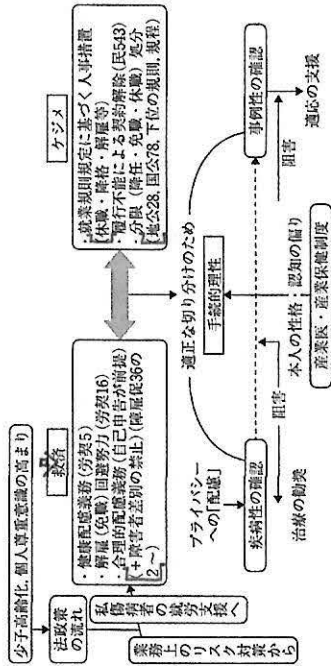 少子高齢化，個人尊重意識の高まり
法政策の流れ
私傷病者の就労支援へ
業務上のリスク対策から
救済
・健康配慮義務（労契5）
・解雇（免職）回避努力（労契16）
・合理的配慮義務（自己申告が前提）
＋障害者差別の禁止）（障雇促36の2，〜）
ケジメ
・就業規則規定に基づく人事措置
（休職・降格・解雇等）
・履行不能による契約解除（民543）
・分限（降任・免職・休職）処分
（地公28，国公78，下位の規則，規程）
適正な切り分けのため
手続的理性
プライバシーへの「配慮」
疾病性の確認
事例性の確認
治療の勧奨
阻害
本人の性格・認知の偏り
阻害
適応の支援
産業医・産業保健制度